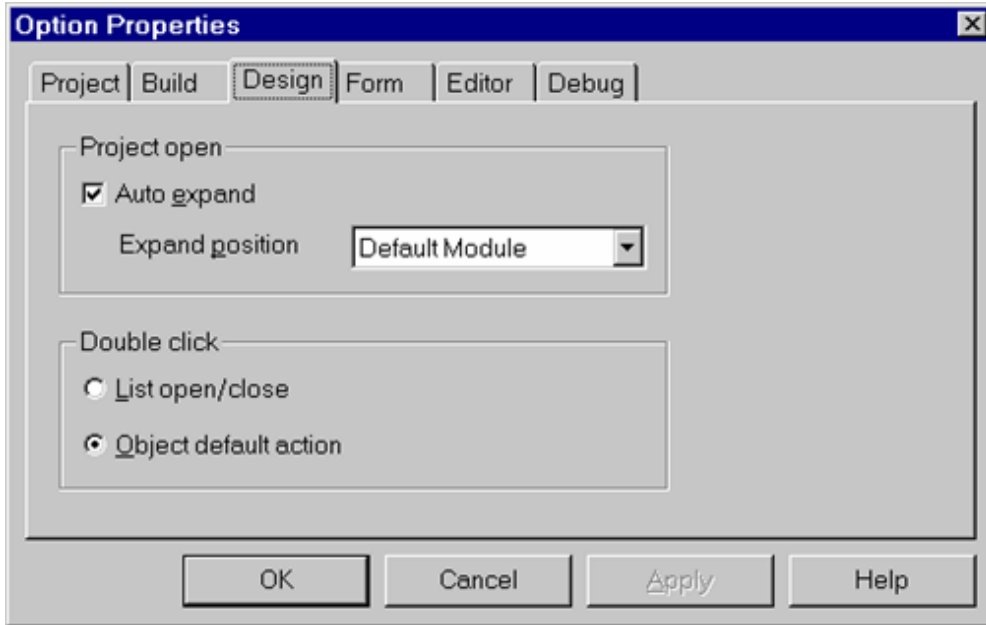 Option Properties
Project Build Design Form Editor Debug
Project open
Auto expand
Expand position Default Module
Double click
List open/close
Object default action
OK Cancel Apply Help